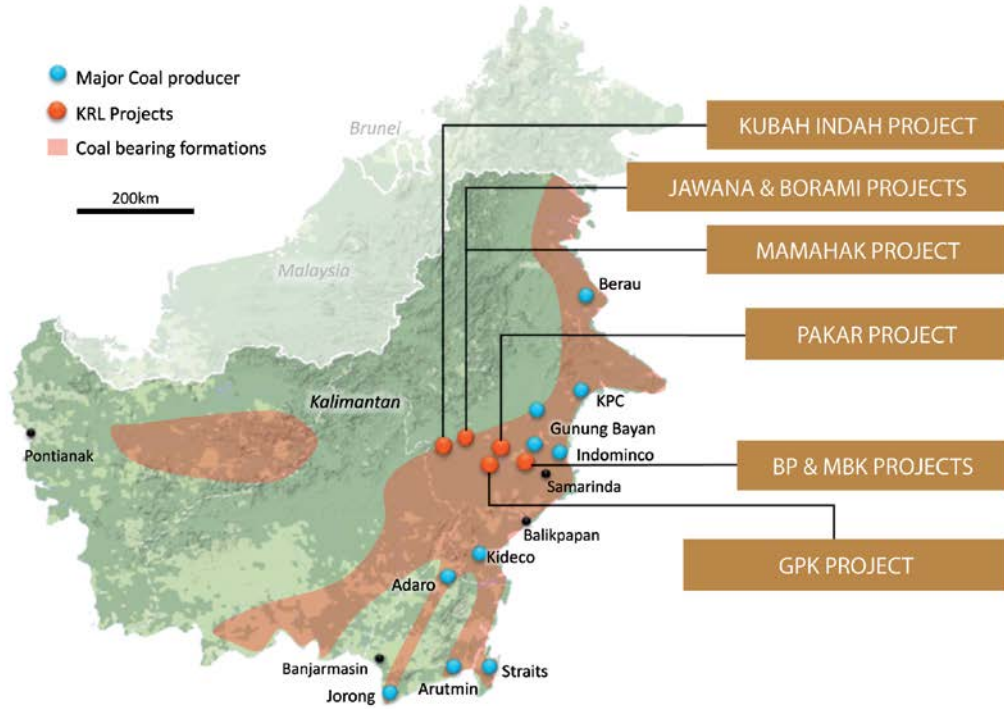 Major Coal producer
KRL Projects
Coal bearing formations
200km
Brunei
Malaysia
Kalimantan
Pontianak
Berau
KPC
Gunung Bayan
Indominco
Samarinda
Balikpapan
Kideco
Adaro
Banjarmasin
Jorong
Arutmin
Straits
KUBAH INDAH PROJECT
JAWANA & BORAMI PROJECTS
MAMAHAK PROJECT
PAKAR PROJECT
BP & MBK PROJECTS
GPK PROJECT